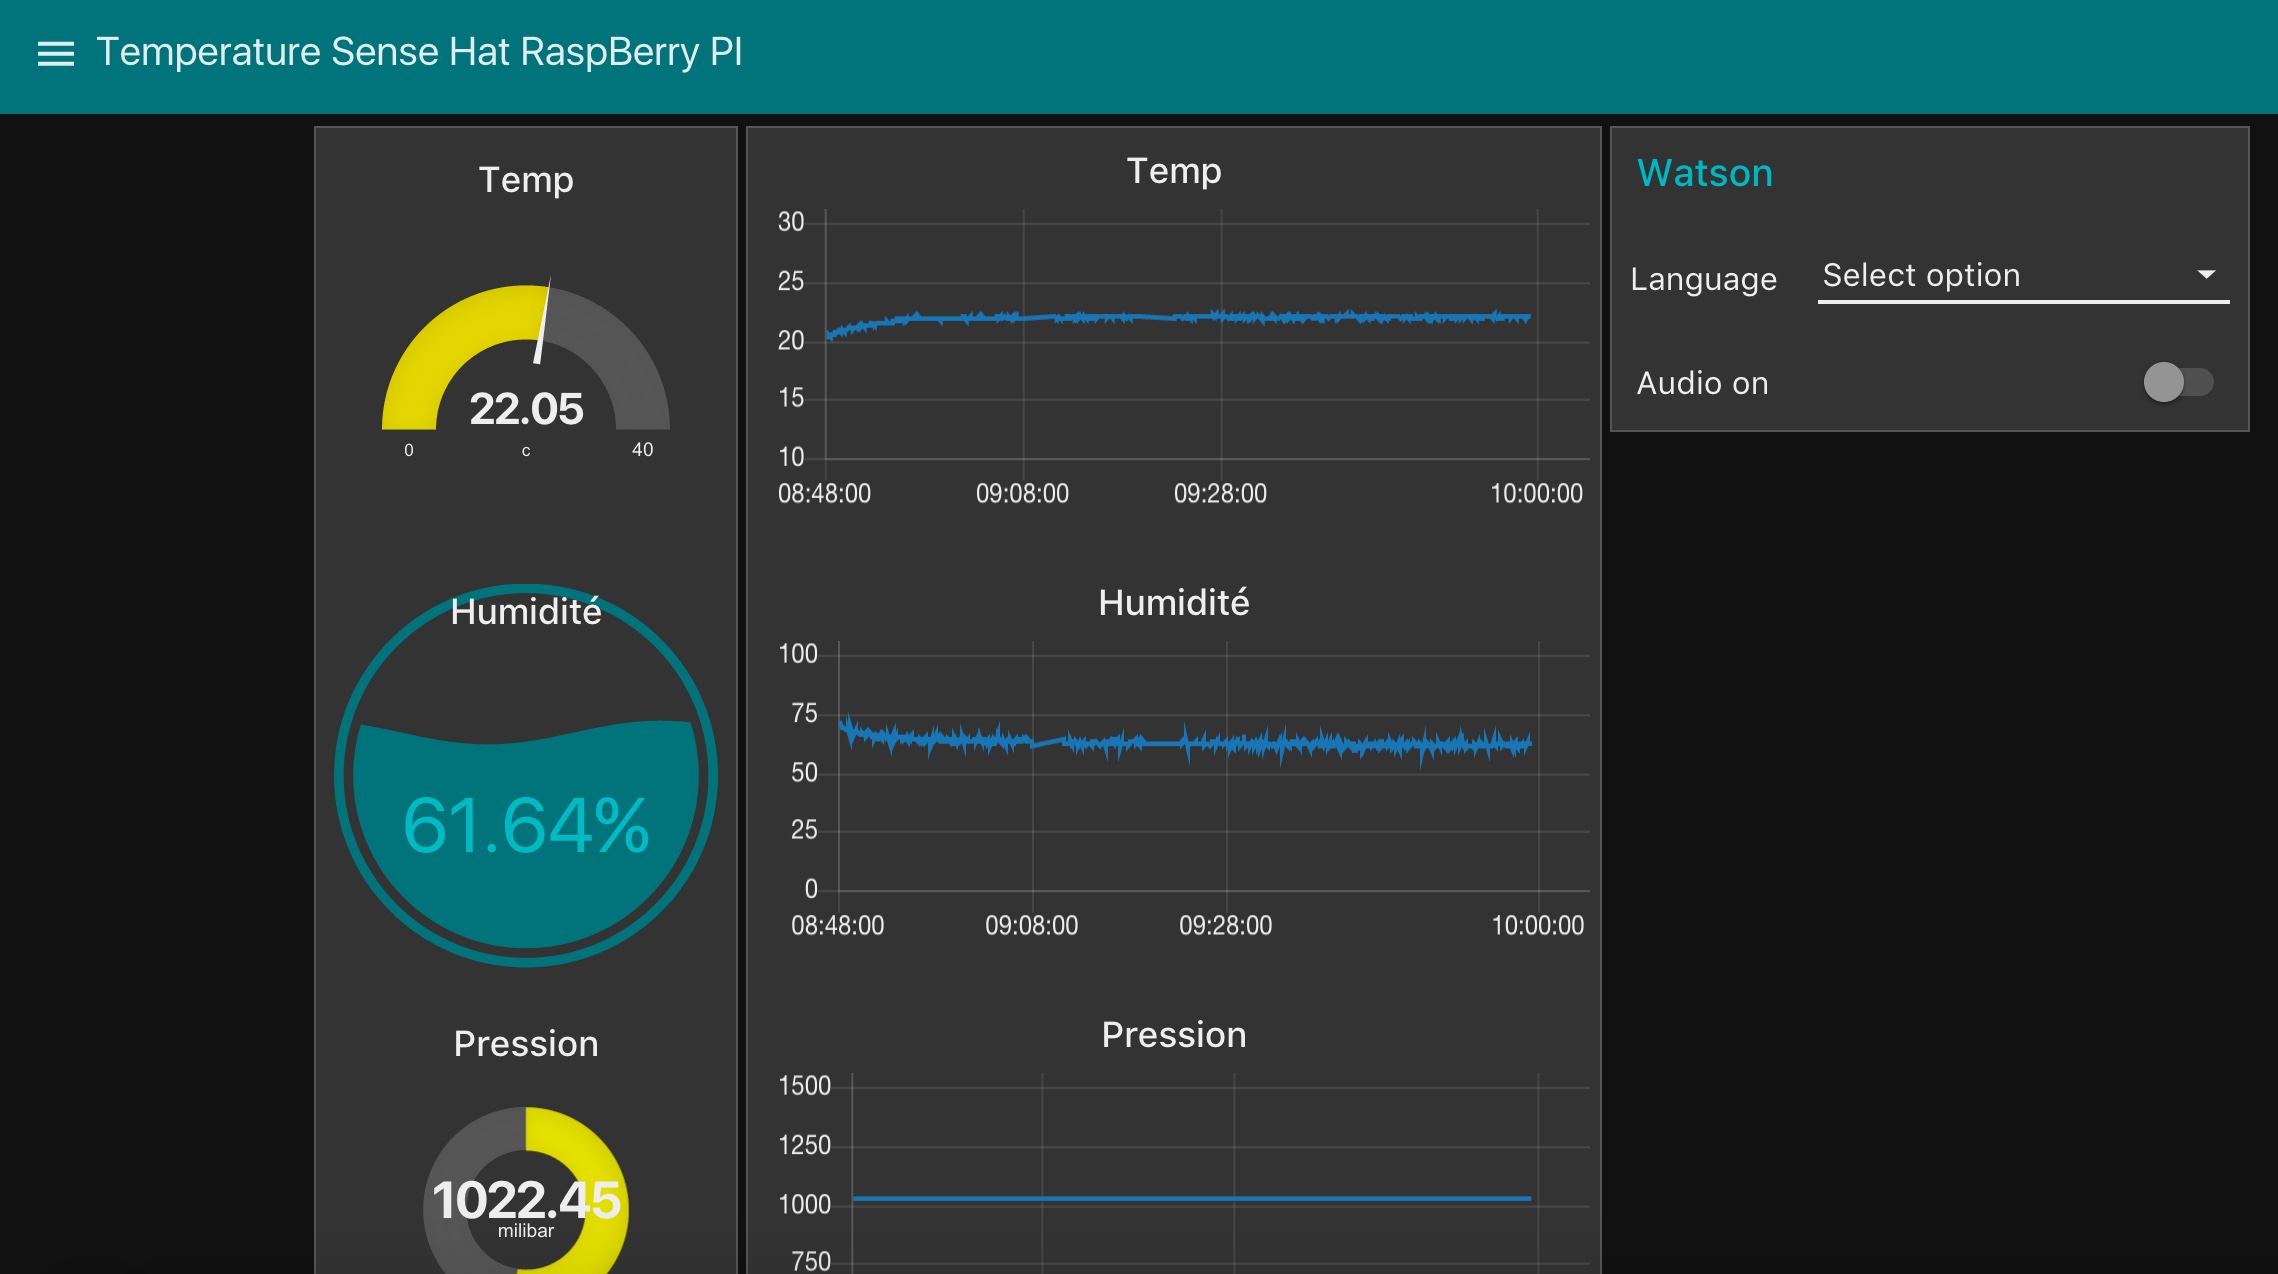 Temperature Sense Hat RaspBerry PI
Temp
22.05
0 c 40
Humidité
61.64%
Pression
1022.45
milibar
Temp
30
25
20
15
10
08:48:00 09:08:00 09:28:00 10:00:00
Humidité
100
75
50
25
0
08:48:00 09:08:00 09:28:00 10:00:00
Pression
1500
1250
1000
750
Watson
Language Select option
Audio on